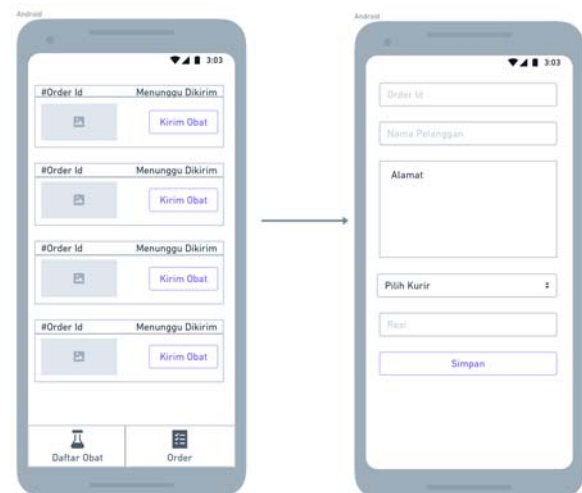 Android
3:03
#Order Id Menunggu Dikirim
Kirim Obat
#Order Id Menunggu Dikirim
Kirim Obat
#Order Id Menunggu Dikirim
Kirim Obat
#Order Id Menunggu Dikirim
Kirim Obat
Daftar Obat Order
Android
3:03
Order Id
Nama Pelanggan
Alamat
Pilih Kurir
Resi
Simpan